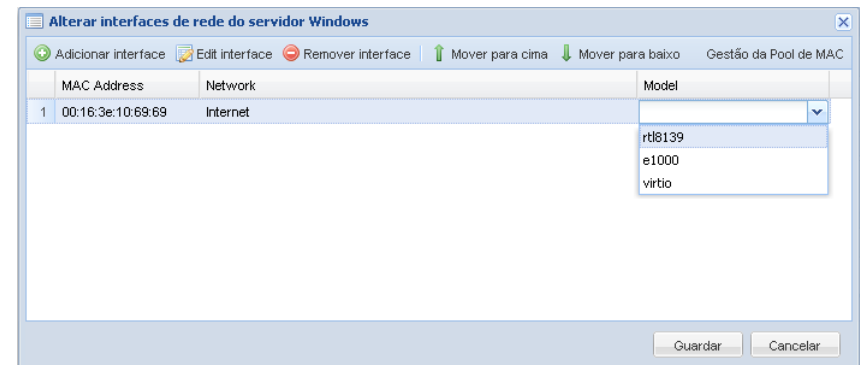 Alterar interfaces de rede do servidor Windows
Adicionar interface Edit interface Remover interface Mover para cima Mover para baixo Gestão da Pool de MAC
MAC Address Network Model
1 00:16:3e:10:69:69 Internet
rtl8139
e1000
virtio
Guardar Cancelar